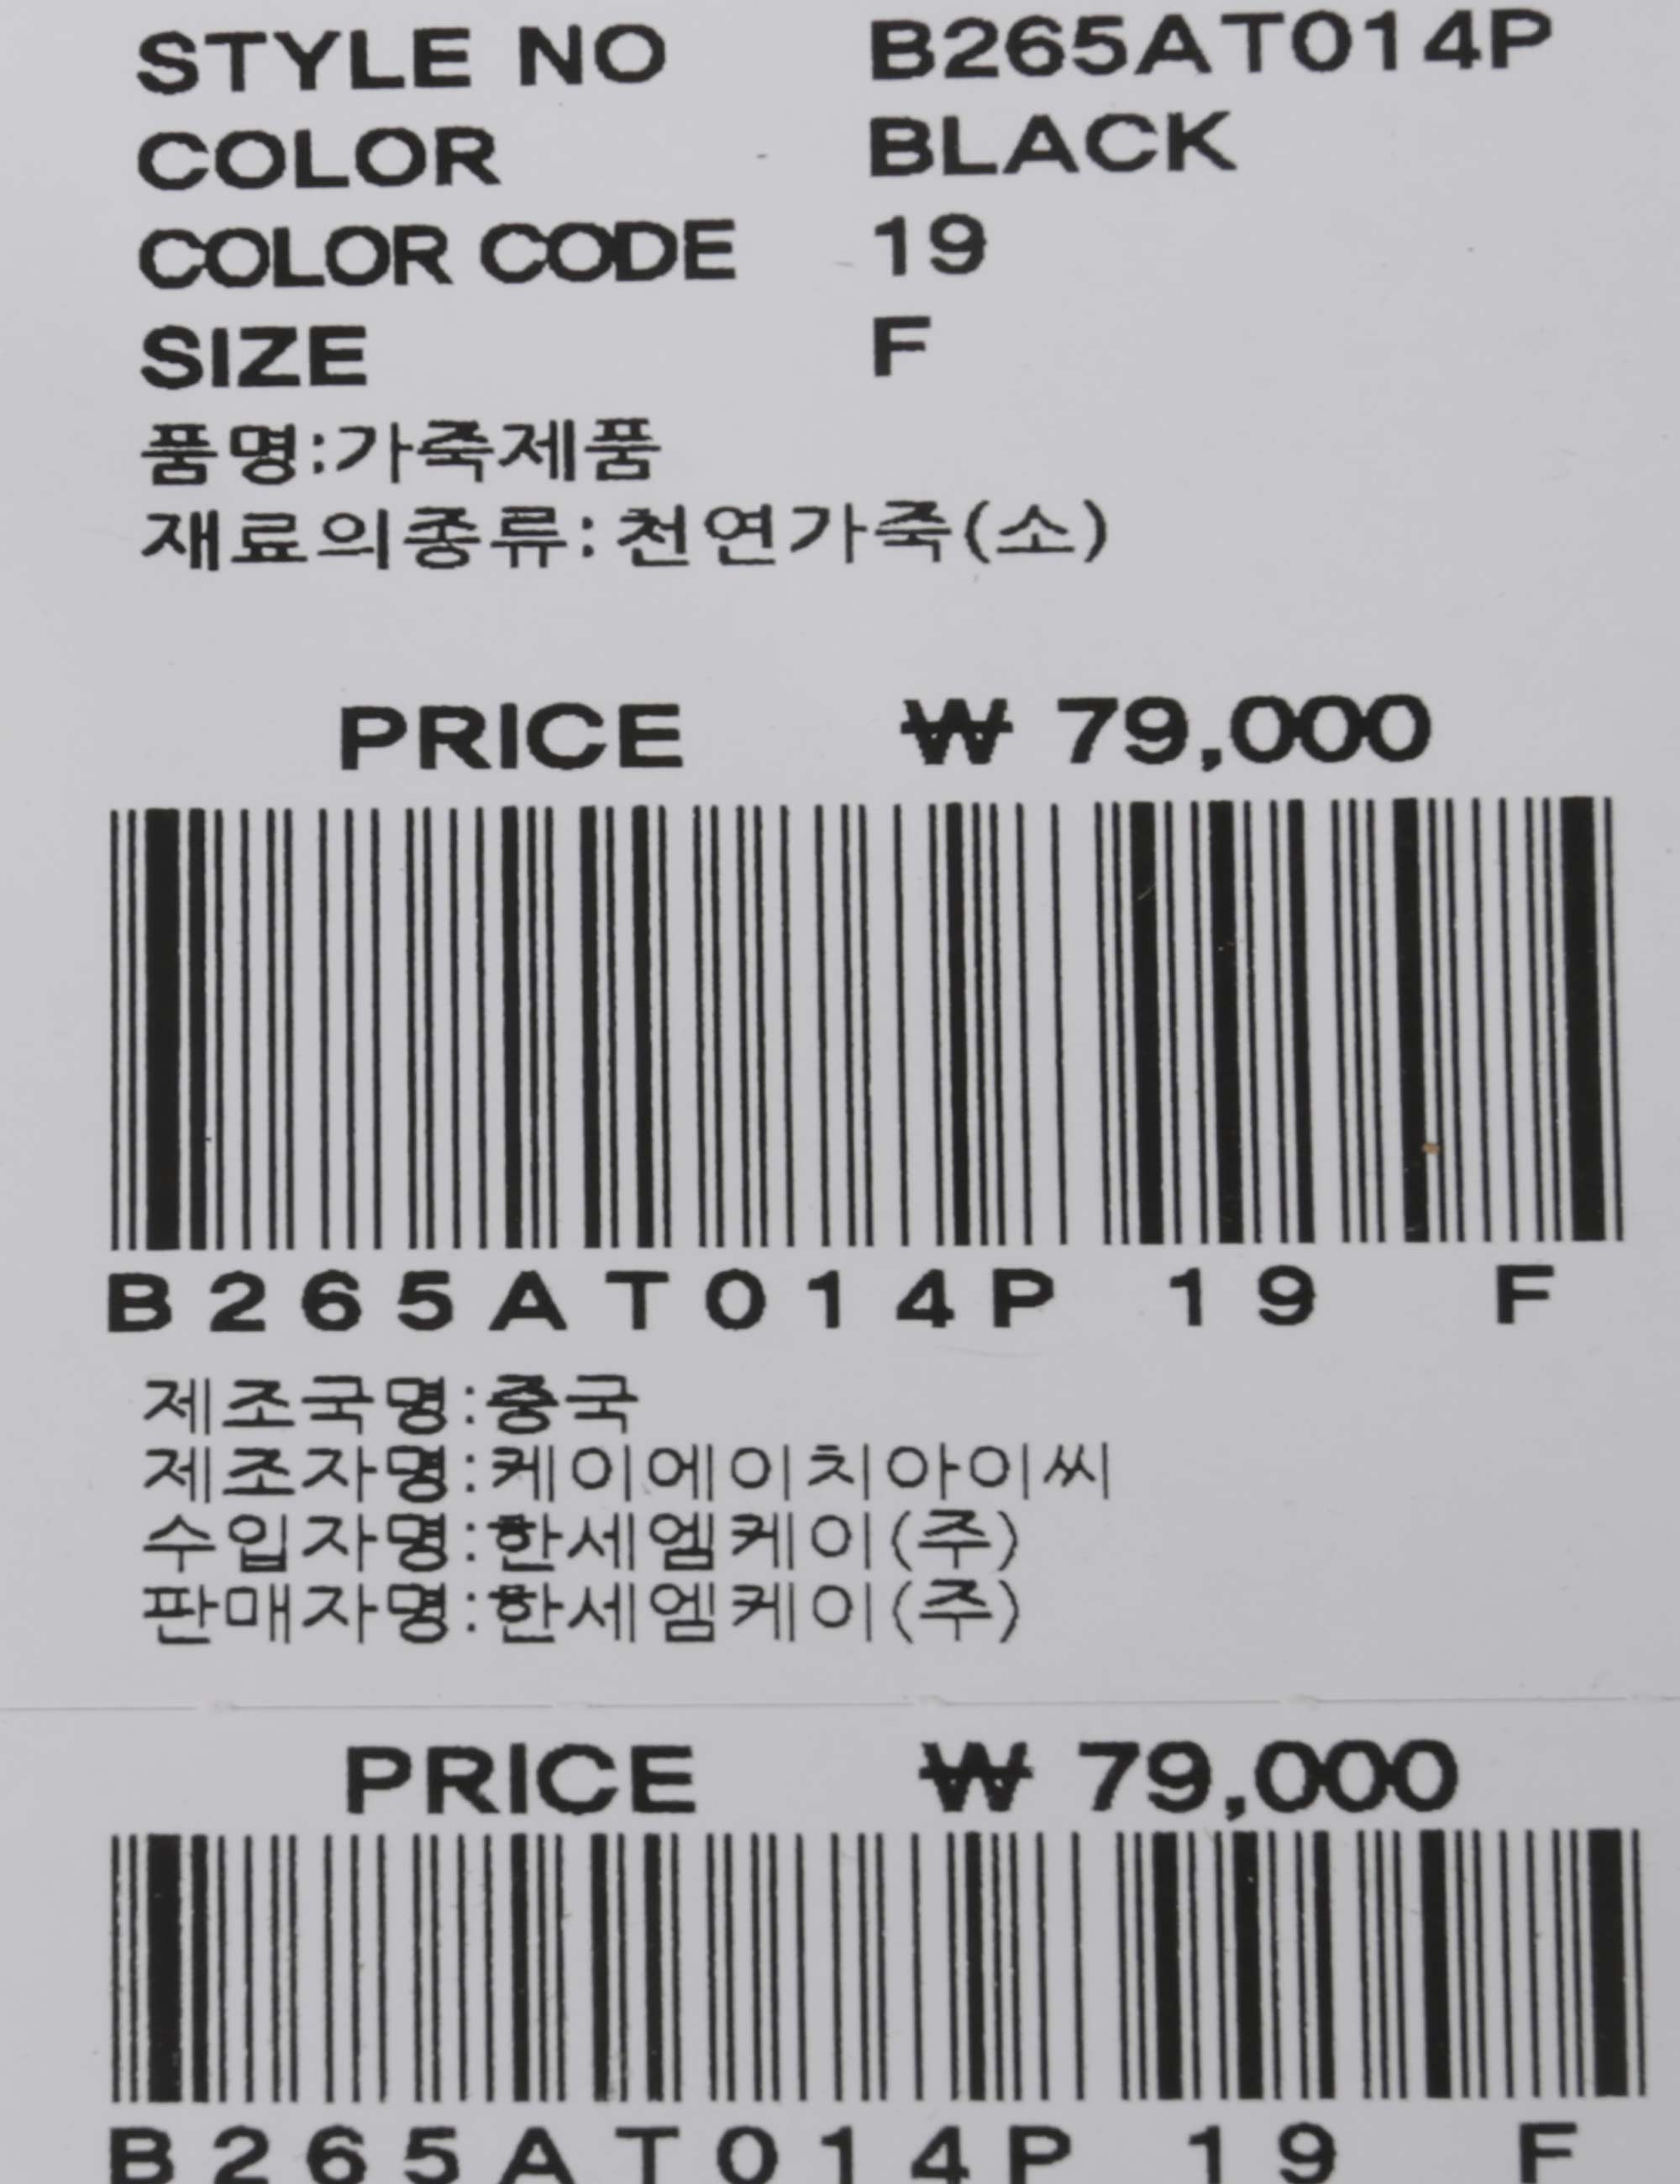 STYLE NO B265AT014P
COLOR BLACK
COLOR CODE 19
SIZE F
품명:가죽제품
재료의종류:천연가죽(소)
PRICE ₩ 79,000
B265AT014P 19 F
제조국명:중국
제조자명:케이에이치아이씨
수입자명:한세엠케이(주)
판매자명:한세엠케이(주)
PRICE ₩ 79,000
B265AT014P 19 F